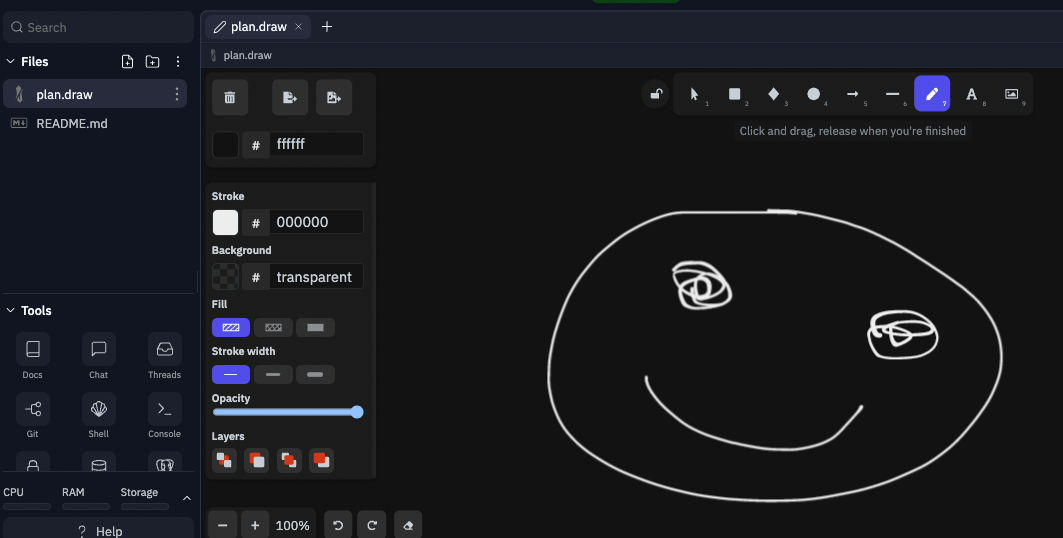 Search
plan.draw
Files
plan.draw
plan.draw
M↓
README.md
1
2
3
4
5
6
7
A 8
9
Click and drag, release when you're finished
# ffffff
Stroke
# 000000
Background
# transparent
Fill
Stroke width
Opacity
Layers
Tools
Docs
Chat
Threads
Git
Shell
Console
CPU
RAM
Storage
? Help
100%